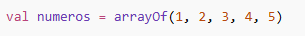 val numeros = arrayOf(1, 2, 3, 4, 5)